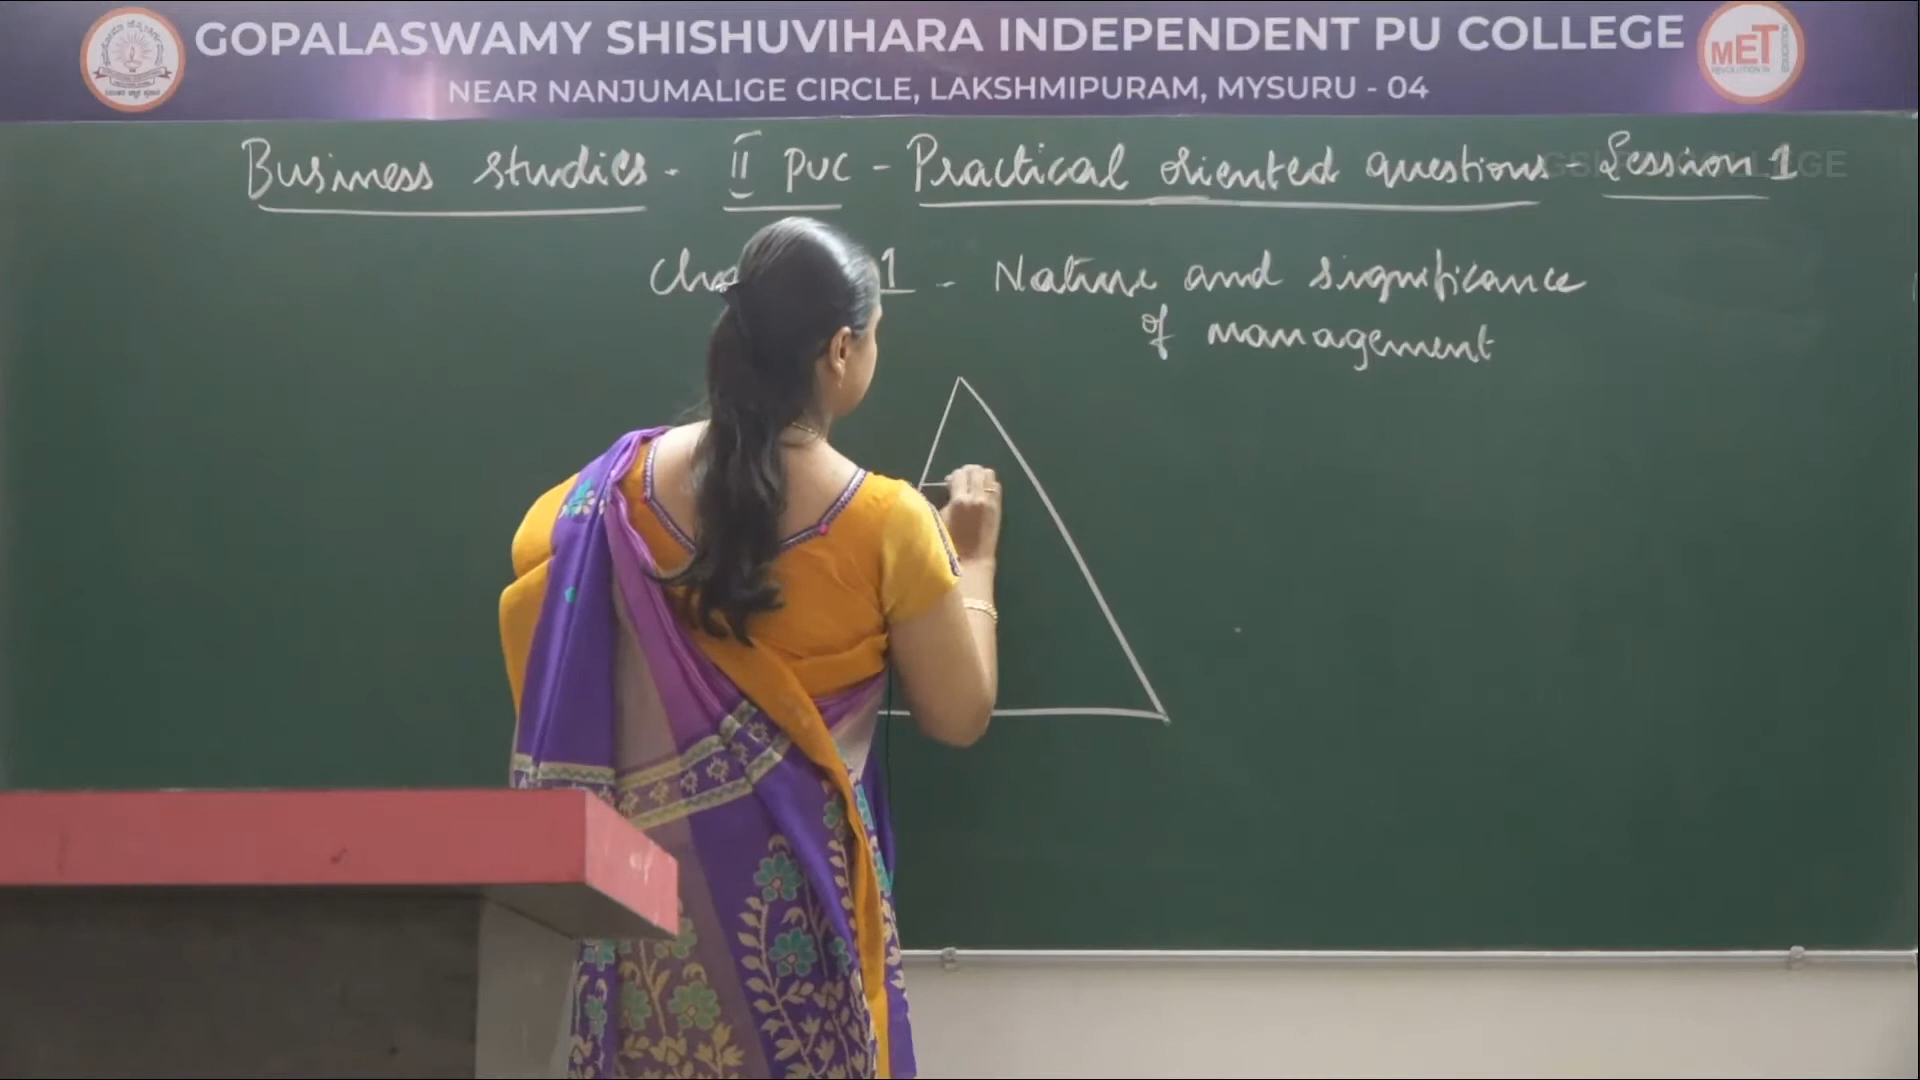 GOPALASWAMY SHISHUVIHARA INDEPENDENT PU COLLEGE
NEAR NANJUMALIGE CIRCLE, LAKSHMIPURAM, MYSURU - 04
MET
Business studies - II PUC - Practical oriented questions - Session 1
1 - Nature and significance
of management